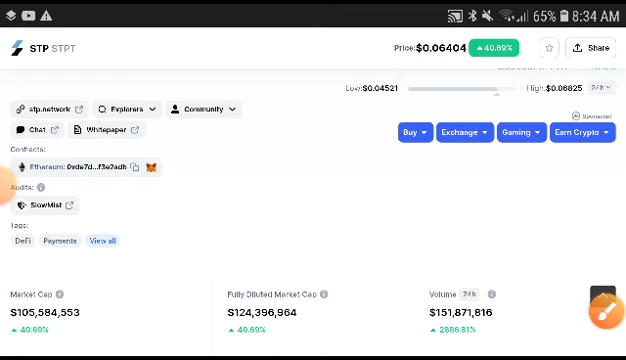 65% 8:34 AM
STP STPT Price:$0.06404 40.69% Share
Low:$0.04521 High:$0.06825 24h
stp.network Explorers Community
Sponsored
Chat Whitepaper Buy Exchange Gaming Earn Crypto
Contracts:
Ethereum: 0xde7d...f3e2adb
Audits:
SlowMist
Tags:
DeFi Payments View all
Market Cap Fully Diluted Market Cap Volume 24h
$105,584,553 $124,396,964 $151,871,816
40.69% 40.69% 2886.81%